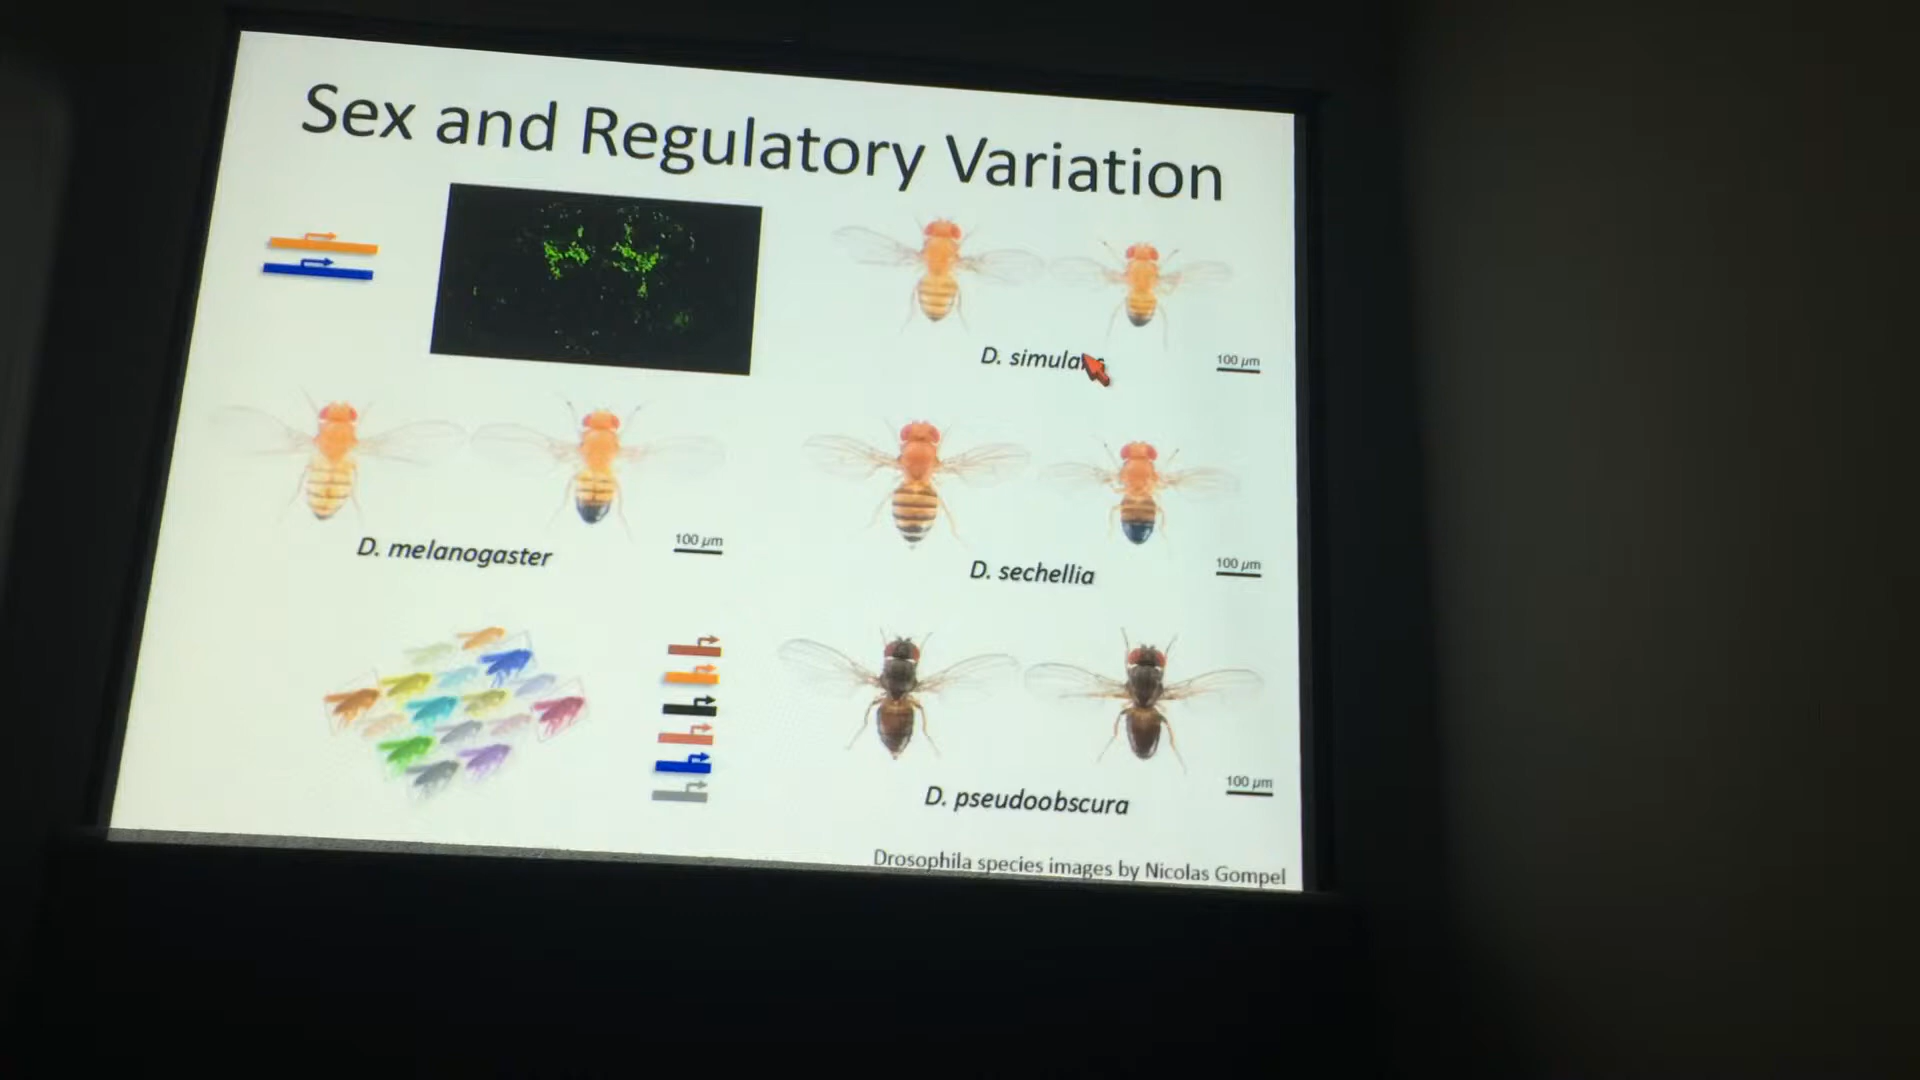 Sex and Regulatory Variation
D. simula
100 µm
D. melanogaster
100 µm
D. sechellia
100 µm
D. pseudoobscura
100 µm
Drosophila species images by Nicolas Gompel